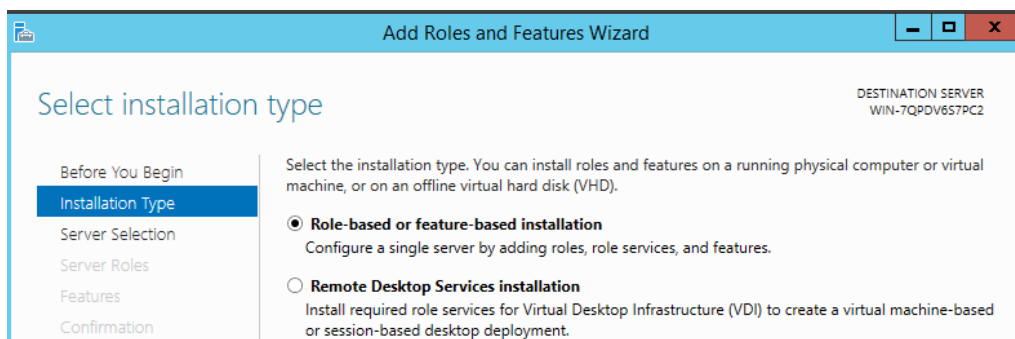 Add Roles and Features Wizard
Select installation type
DESTINATION SERVER
WIN-7QPDV6S7PC2
Before You Begin
Installation Type
Server Selection
Server Roles
Features
Confirmation
Select the installation type. You can install roles and features on a running physical computer or virtual
machine, or on an offline virtual hard disk (VHD).
Role-based or feature-based installation
Configure a single server by adding roles, role services, and features.
Remote Desktop Services installation
Install required role services for Virtual Desktop Infrastructure (VDI) to create a virtual machine-based
or session-based desktop deployment.